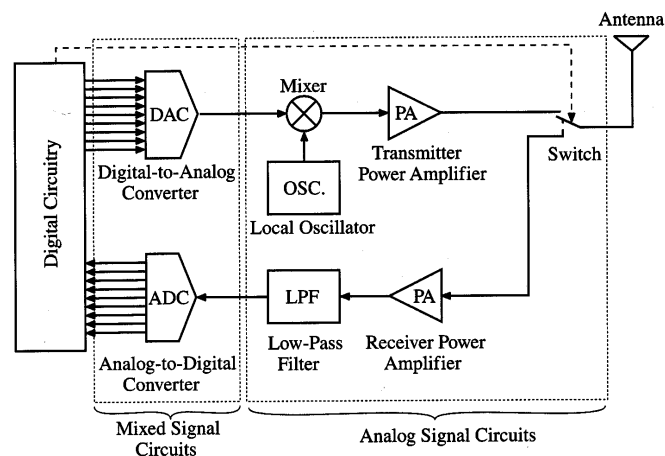 Antenna
Mixer
DAC
PA
Digital-to-Analog
Converter
OSC.
Transmitter
Power Amplifier
Switch
Local Oscillator
Digital Circuitry
ADC
LPF
PA
Analog-to-Digital
Converter
Low-Pass
Filter
Receiver Power
Amplifier
Mixed Signal
Circuits
Analog Signal Circuits